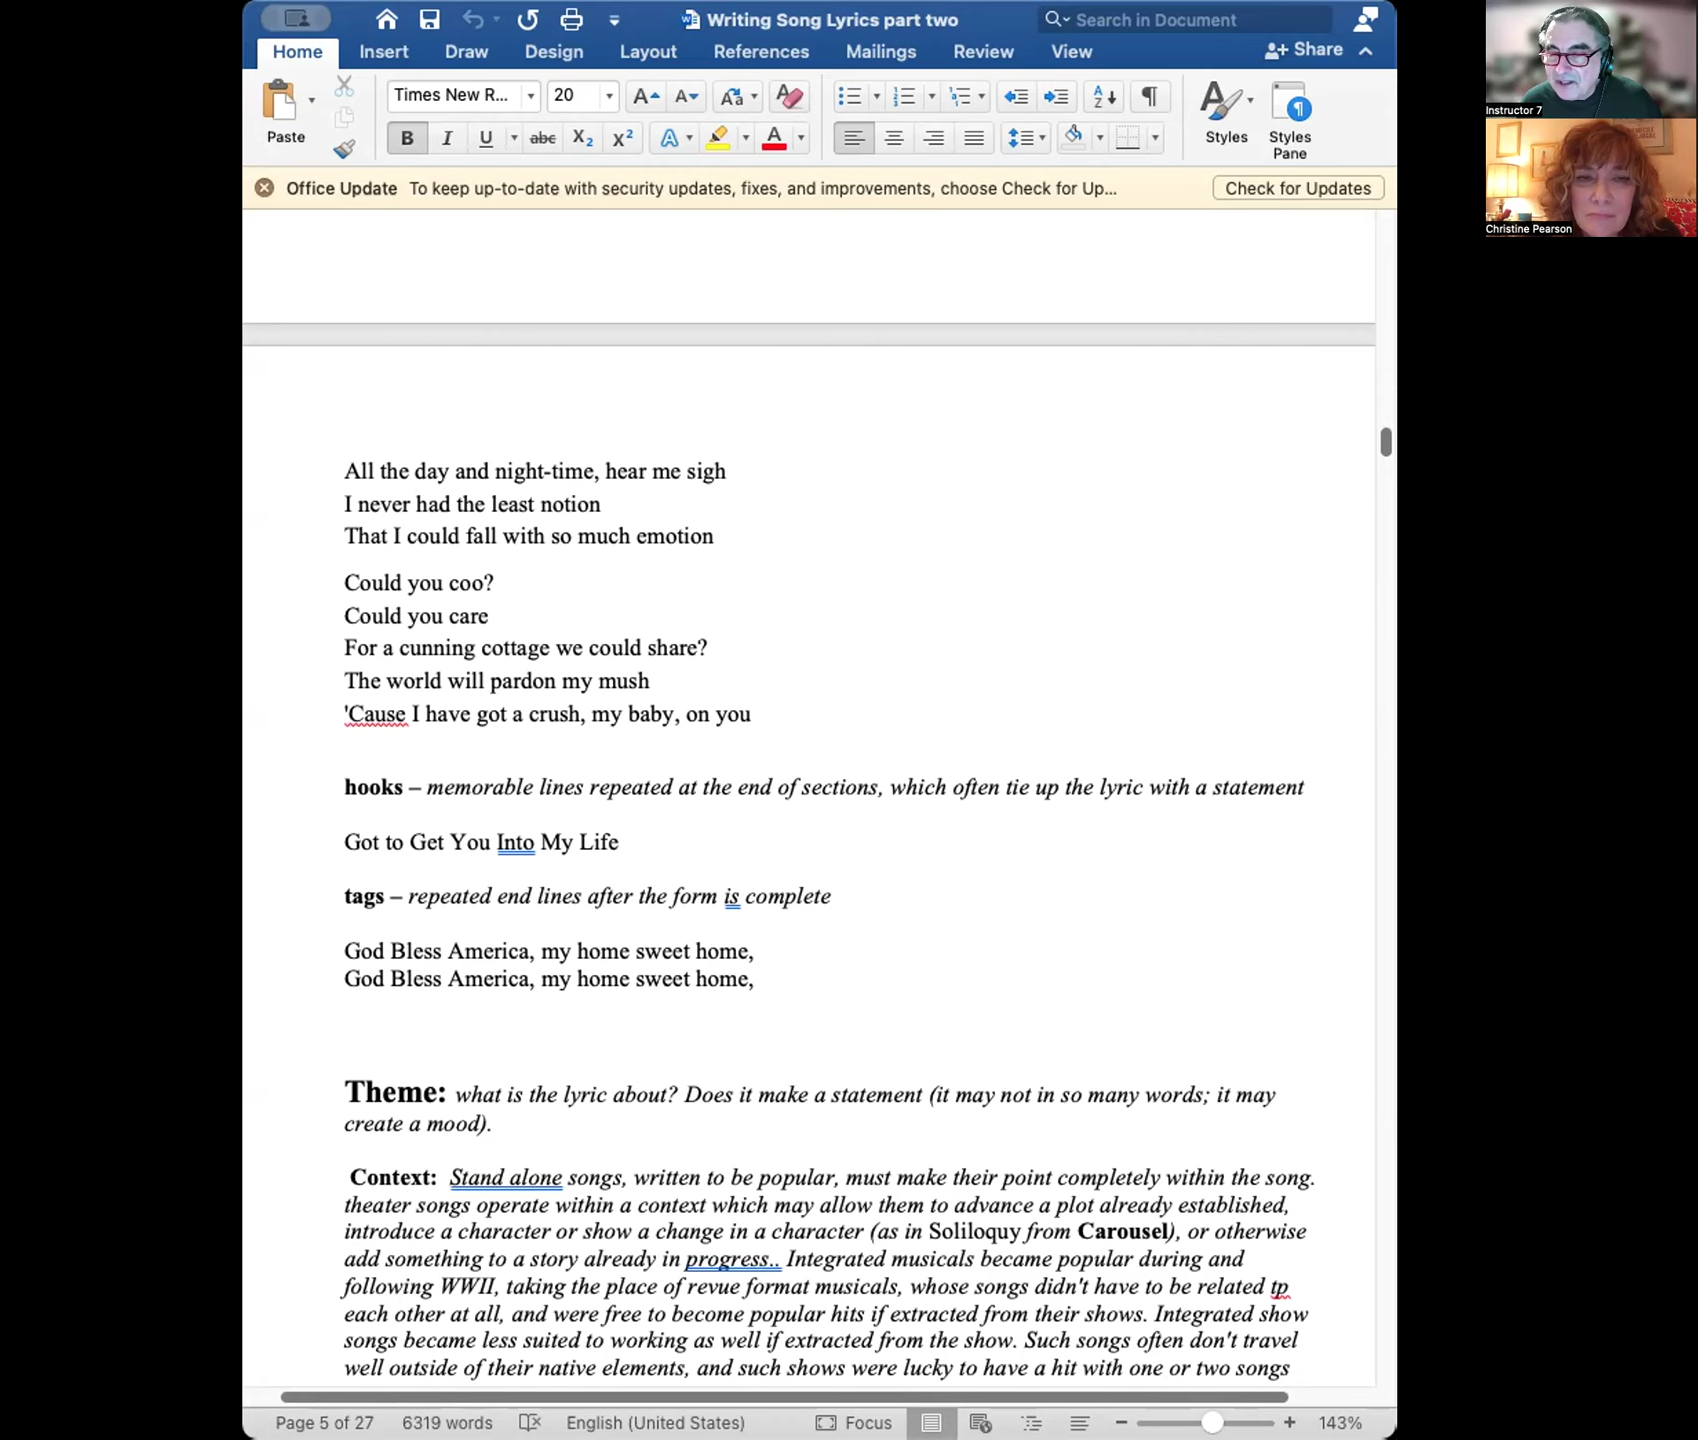 Writing Song Lyrics part two
Search in Document
Home Insert Draw Design Layout References Mailings Review View Share
Paste
Times New R... 20
Styles
Styles Pane
Office Update To keep up-to-date with security updates, fixes, and improvements, choose Check for Up... Check for Updates
All the day and night-time, hear me sigh
I never had the least notion
That I could fall with so much emotion
Could you coo?
Could you care
For a cunning cottage we could share?
The world will pardon my mush
'Cause I have got a crush, my baby, on you
hooks – memorable lines repeated at the end of sections, which often tie up the lyric with a statement
Got to Get You Into My Life
tags – repeated end lines after the form is complete
God Bless America, my home sweet home,
God Bless America, my home sweet home,
Theme: what is the lyric about? Does it make a statement (it may not in so many words; it may
create a mood).
Context: Stand alone songs, written to be popular, must make their point completely within the song.
theater songs operate within a context which may allow them to advance a plot already established,
introduce a character or show a change in a character (as in Soliloquy from Carousel), or otherwise
add something to a story already in progress.. Integrated musicals became popular during and
following WWII, taking the place of revue format musicals, whose songs didn't have to be related tp
each other at all, and were free to become popular hits if extracted from their shows. Integrated show
songs became less suited to working as well if extracted from the show. Such songs often don't travel
well outside of their native elements, and such shows were lucky to have a hit with one or two songs
Page 5 of 27 6319 words English (United States) Focus 143%
Instructor 7
Christine Pearson